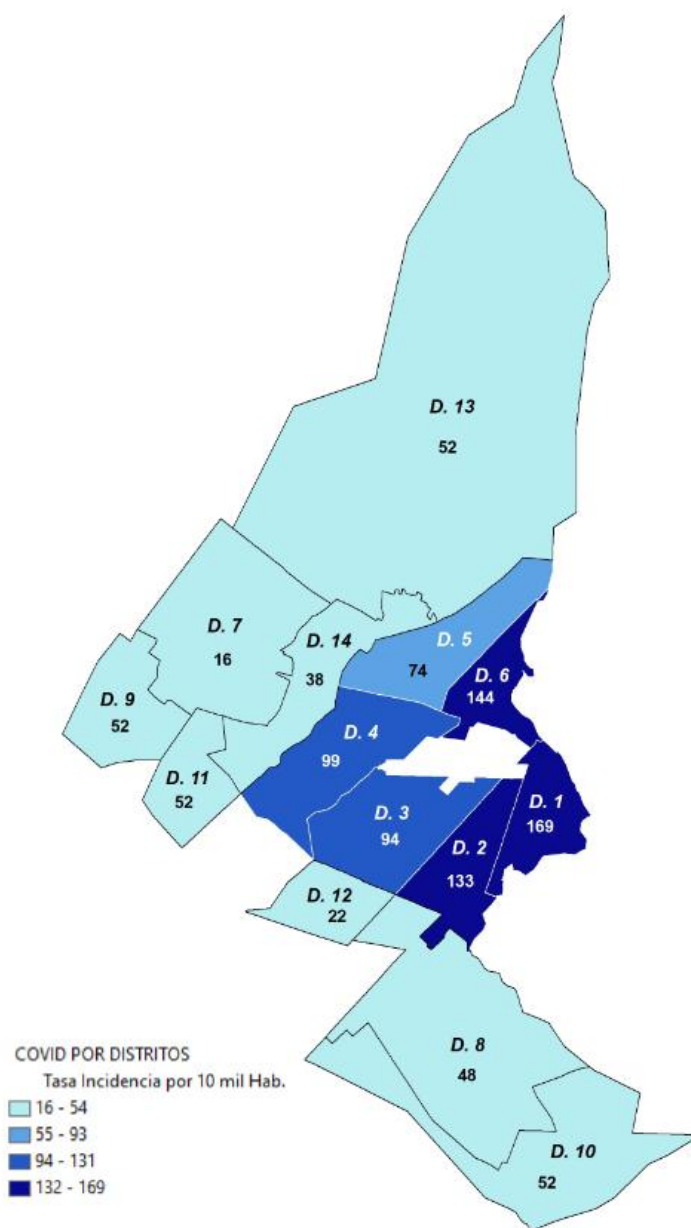 D. 13
52
D. 7
16
D. 14
38
D. 5
74
D. 6
144
D. 9
52
D. 4
99
D. 11
52
D. 3
94
D. 1
169
D. 2
133
D. 12
22
D. 8
48
D. 10
52
COVID POR DISTRITOS
Tasa Incidencia por 10 mil Hab.
16 - 54
55 - 93
94 - 131
132 - 169